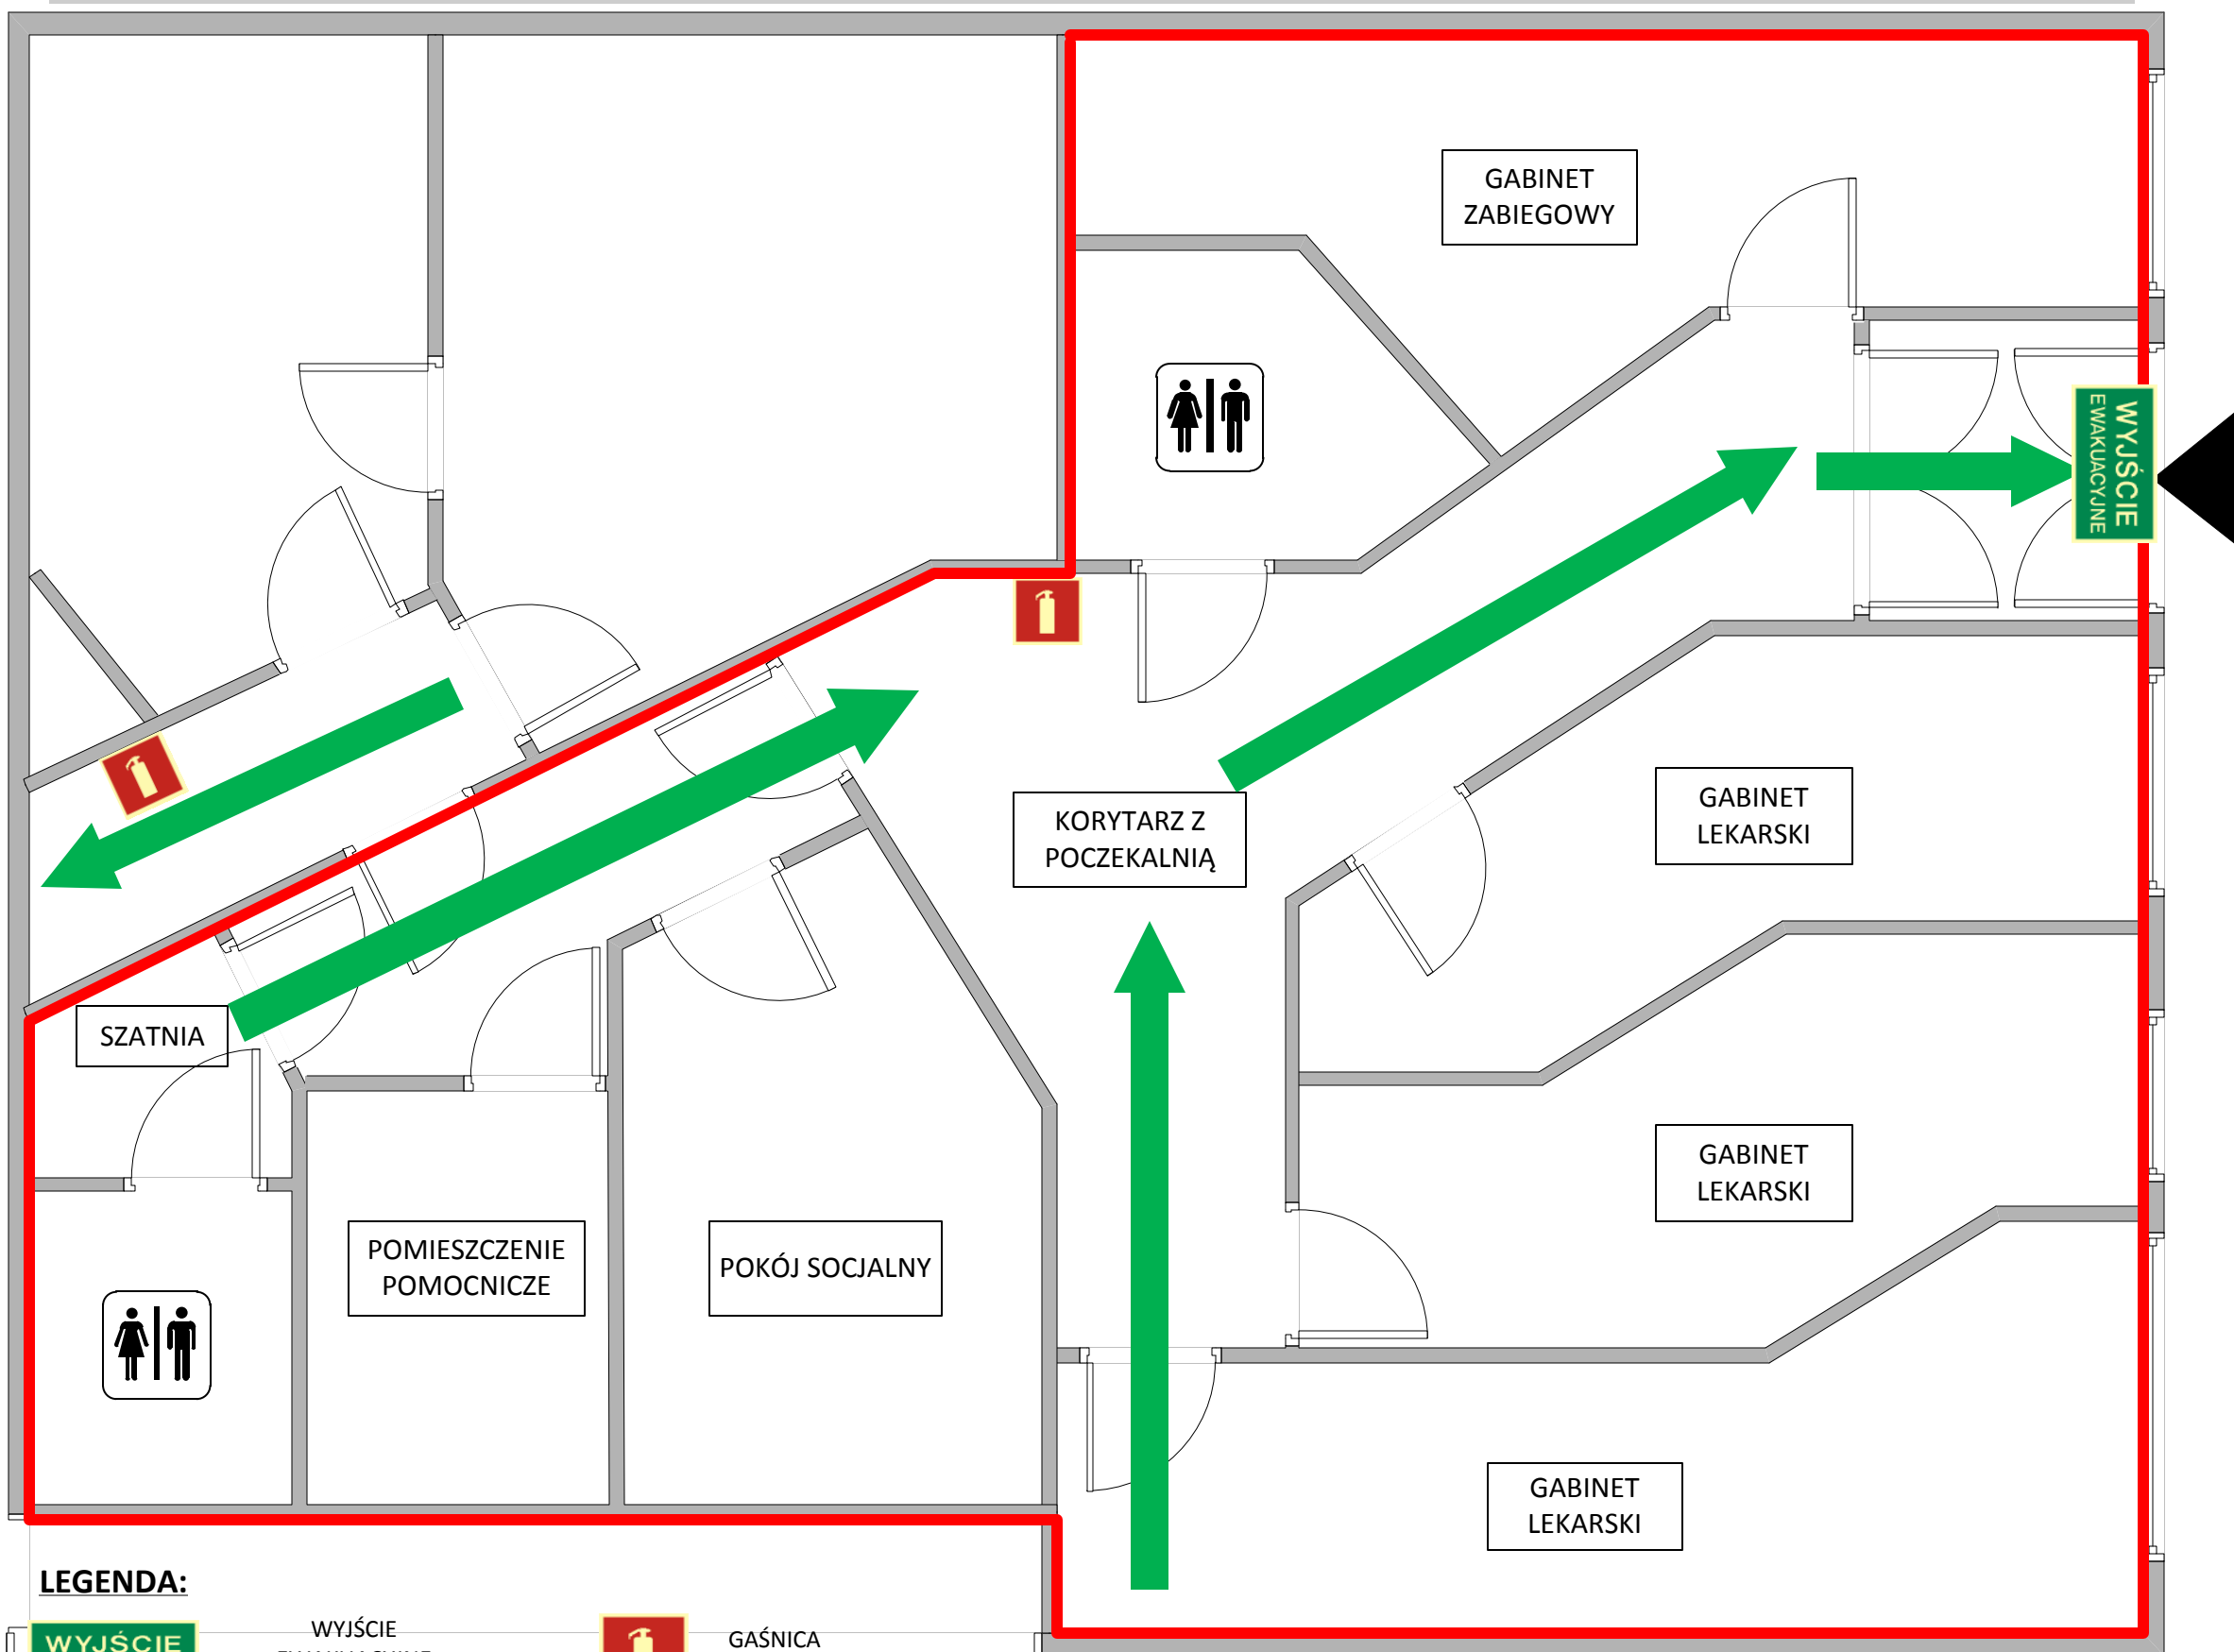 GABINET
ZABIEGOWY
WYJŚCIE
EWAKUACYJNE
KORYTARZ Z
POCZEKALNIĄ
GABINET
LEKARSKI
SZATNIA
GABINET
LEKARSKI
POMIESZCZENIE
POMOCNICZE
POKÓJ SOCJALNY
GABINET
LEKARSKI
LEGENDA:
WYJŚCIE
WYJŚCIE
GAŚNICA